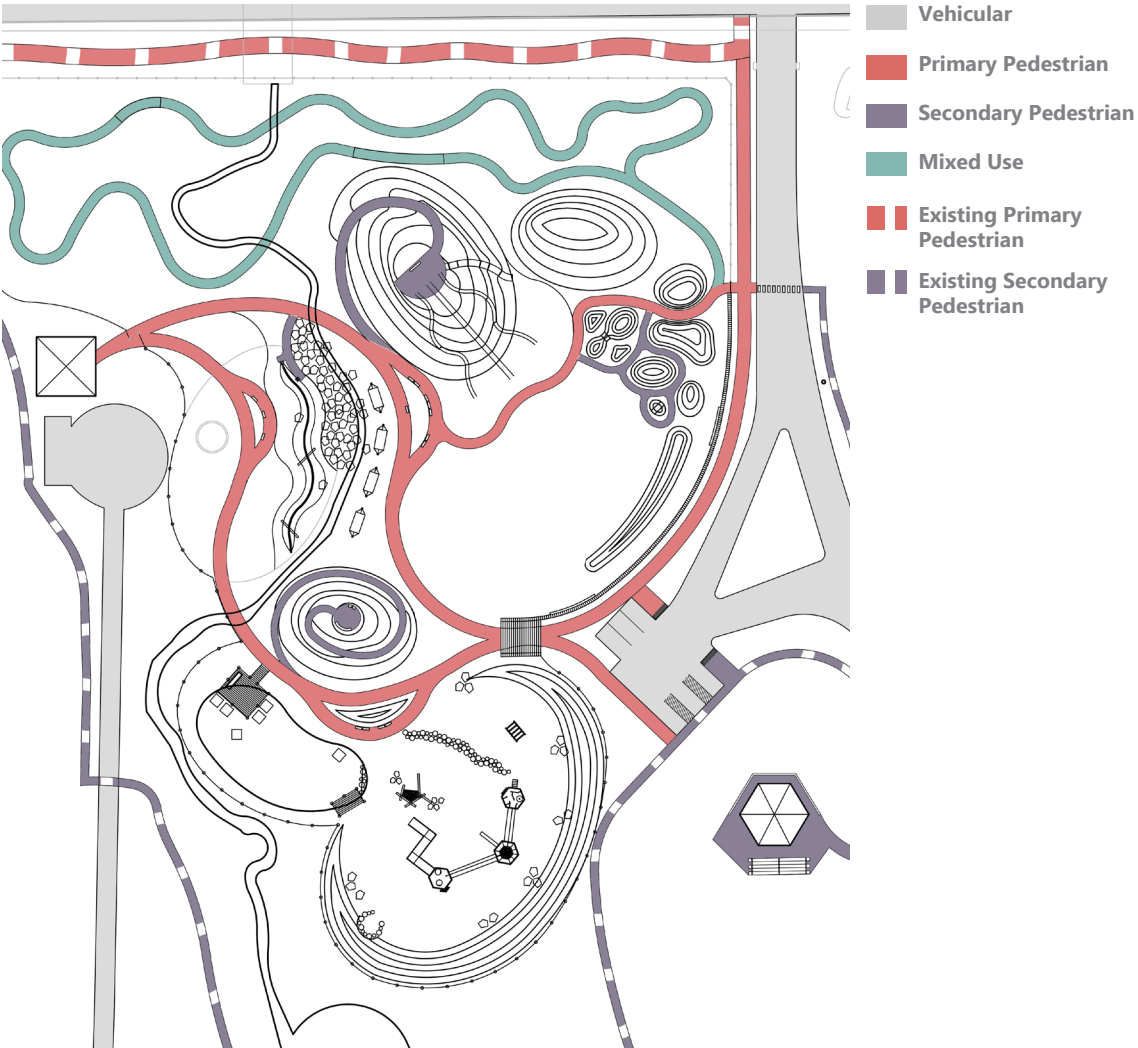 Vehicular
Primary Pedestrian
Secondary Pedestrian
Mixed Use
Existing Primary
Pedestrian
Existing Secondary
Pedestrian